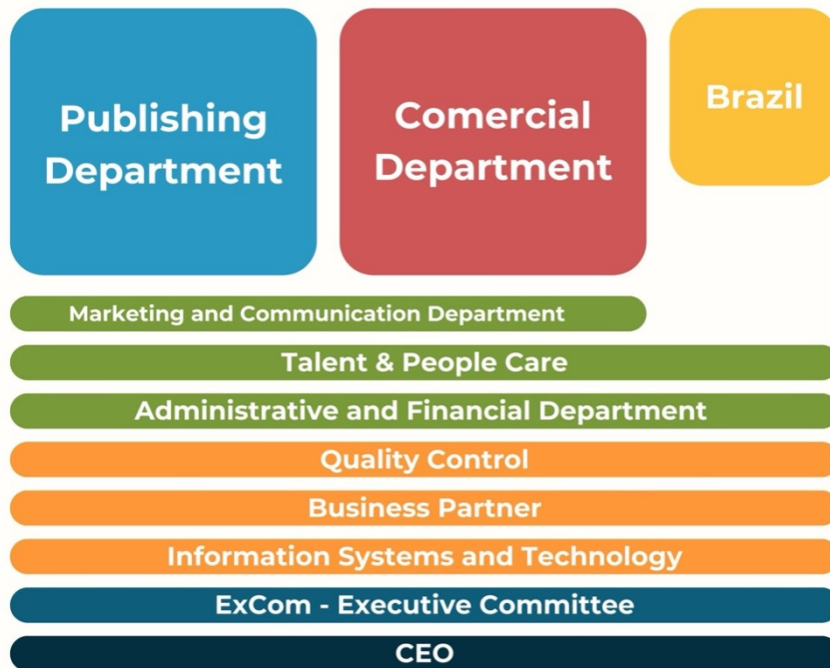 Publishing
Department
Comercial
Department
Brazil
Marketing and Communication Department
Talent & People Care
Administrative and Financial Department
Quality Control
Business Partner
Information Systems and Technology
ExCom - Executive Committee
CEO